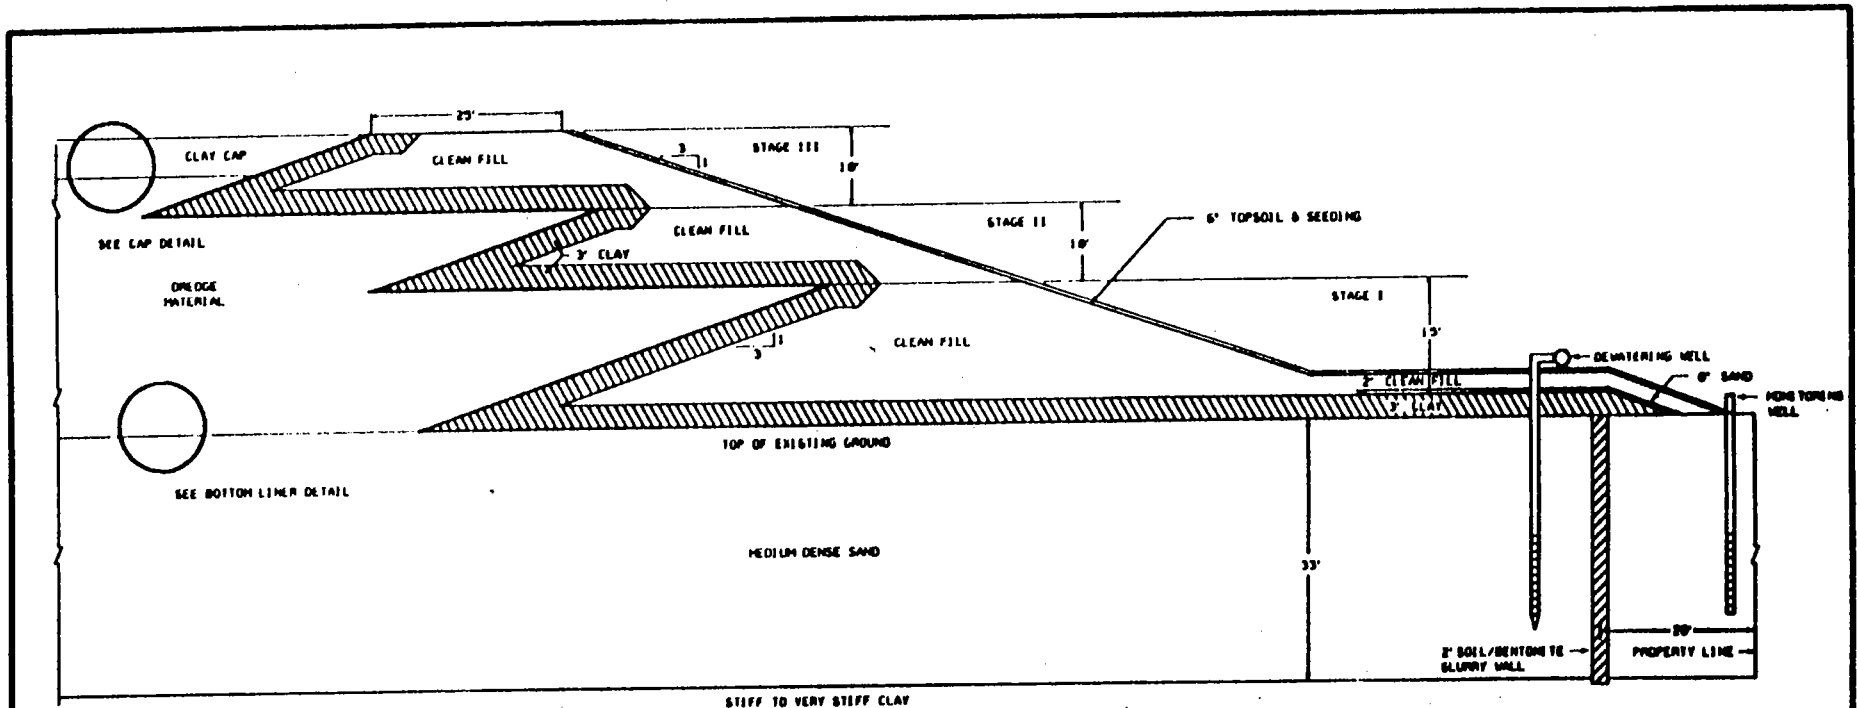 25'
CLAY CAP
CLEAN FILL
3
1
STAGE III
10'
SEE CAP DETAIL
CLEAN FILL
STAGE II
10'
6" TOPSOIL & SEEDING
3' CLAY
DREDGE
MATERIAL
STAGE I
15'
3
1
CLEAN FILL
DEWATERING WELL
2' CLEAN FILL
3' CLAY
SAND
MONITORING
WELL
TOP OF EXISTING GROUND
SEE BOTTOM LINER DETAIL
MEDIUM DENSE SAND
33'
20'
2' SOIL/BENTONITE
SLURRY WALL
PROPERTY LINE
STIFF TO VERY STIFF CLAY